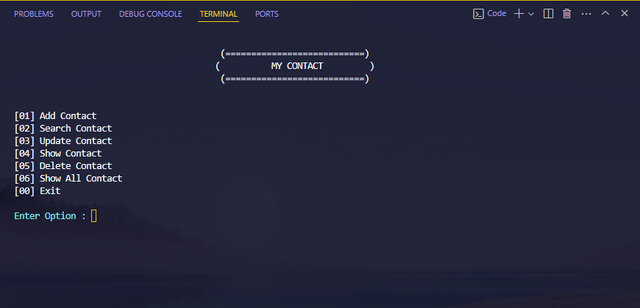 PROBLEMS OUTPUT DEBUG CONSOLE TERMINAL PORTS Code
(============================)
( MY CONTACT )
(============================)
[01] Add Contact
[02] Search Contact
[03] Update Contact
[04] Show Contact
[05] Delete Contact
[06] Show All Contact
[00] Exit
Enter Option :